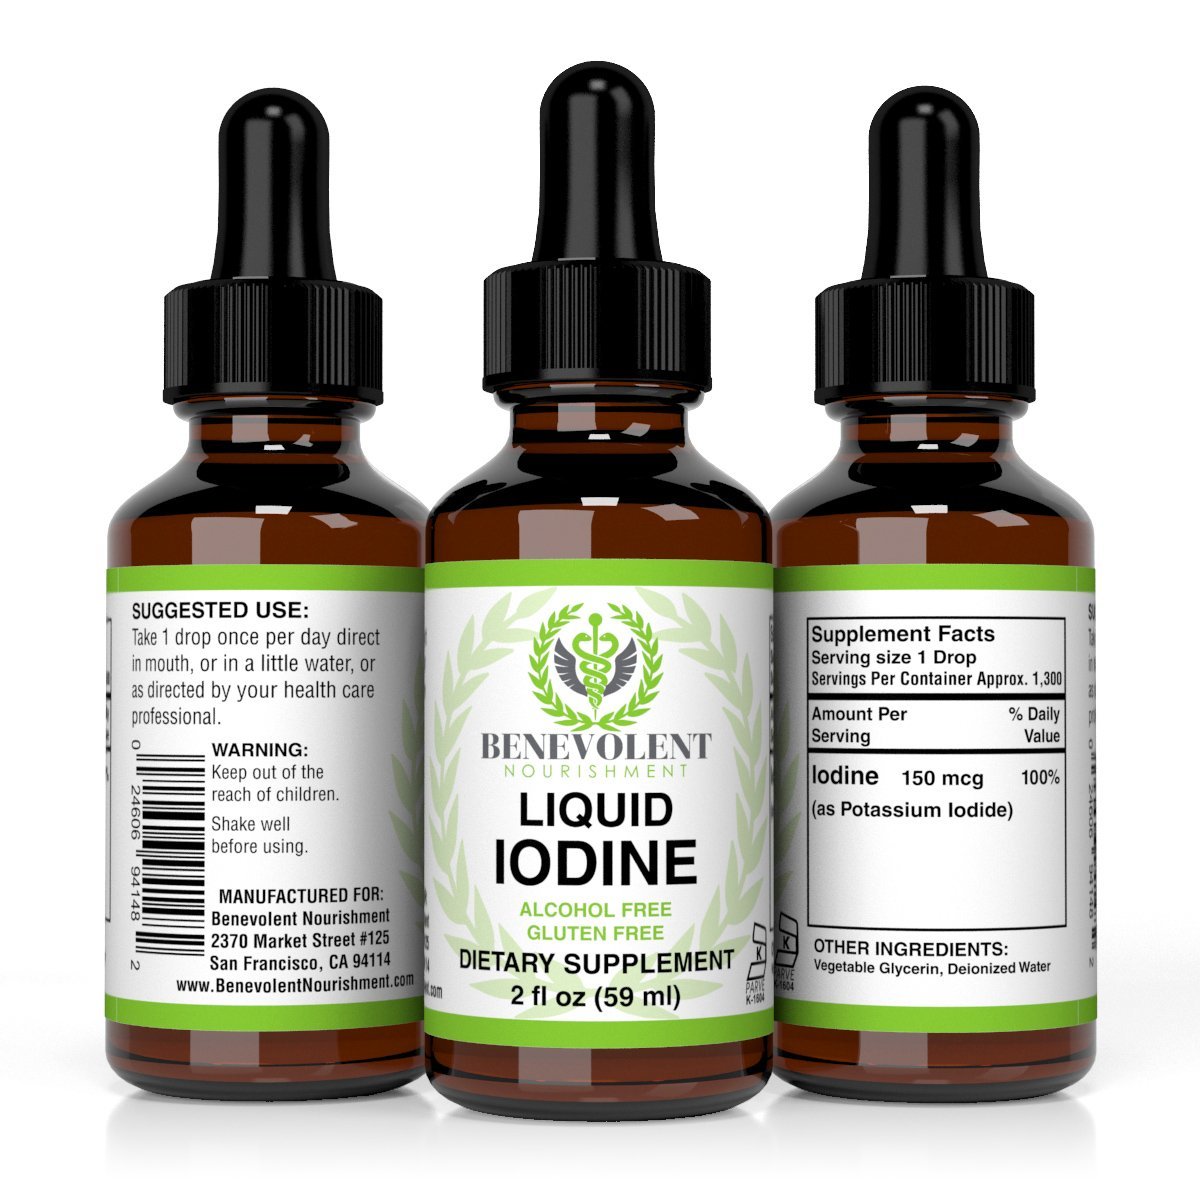 SUGGESTED USE:
Take 1 drop once per day direct
in mouth, or in a little water, or
as directed by your health care
professional.
WARNING:
Keep out of the
reach of children.
Shake well
before using.
0 24606 94148 2
MANUFACTURED FOR:
Benevolent Nourishment
2370 Market Street #125
San Francisco, CA 94114
www.BenevolentNourishment.com
BENEVOLENT
NOURISHMENT
LIQUID
IODINE
ALCOHOL FREE
GLUTEN FREE
DIETARY SUPPLEMENT
2 fl oz (59 ml)
K
PARVE
K-1604
K
PARVE
K-1604
Supplement Facts
Serving size 1 Drop
Servings Per Container Approx. 1,300
Amount Per % Daily
Serving Value
Iodine 150 mcg 100%
(as Potassium Iodide)
OTHER INGREDIENTS:
Vegetable Glycerin, Deionized Water